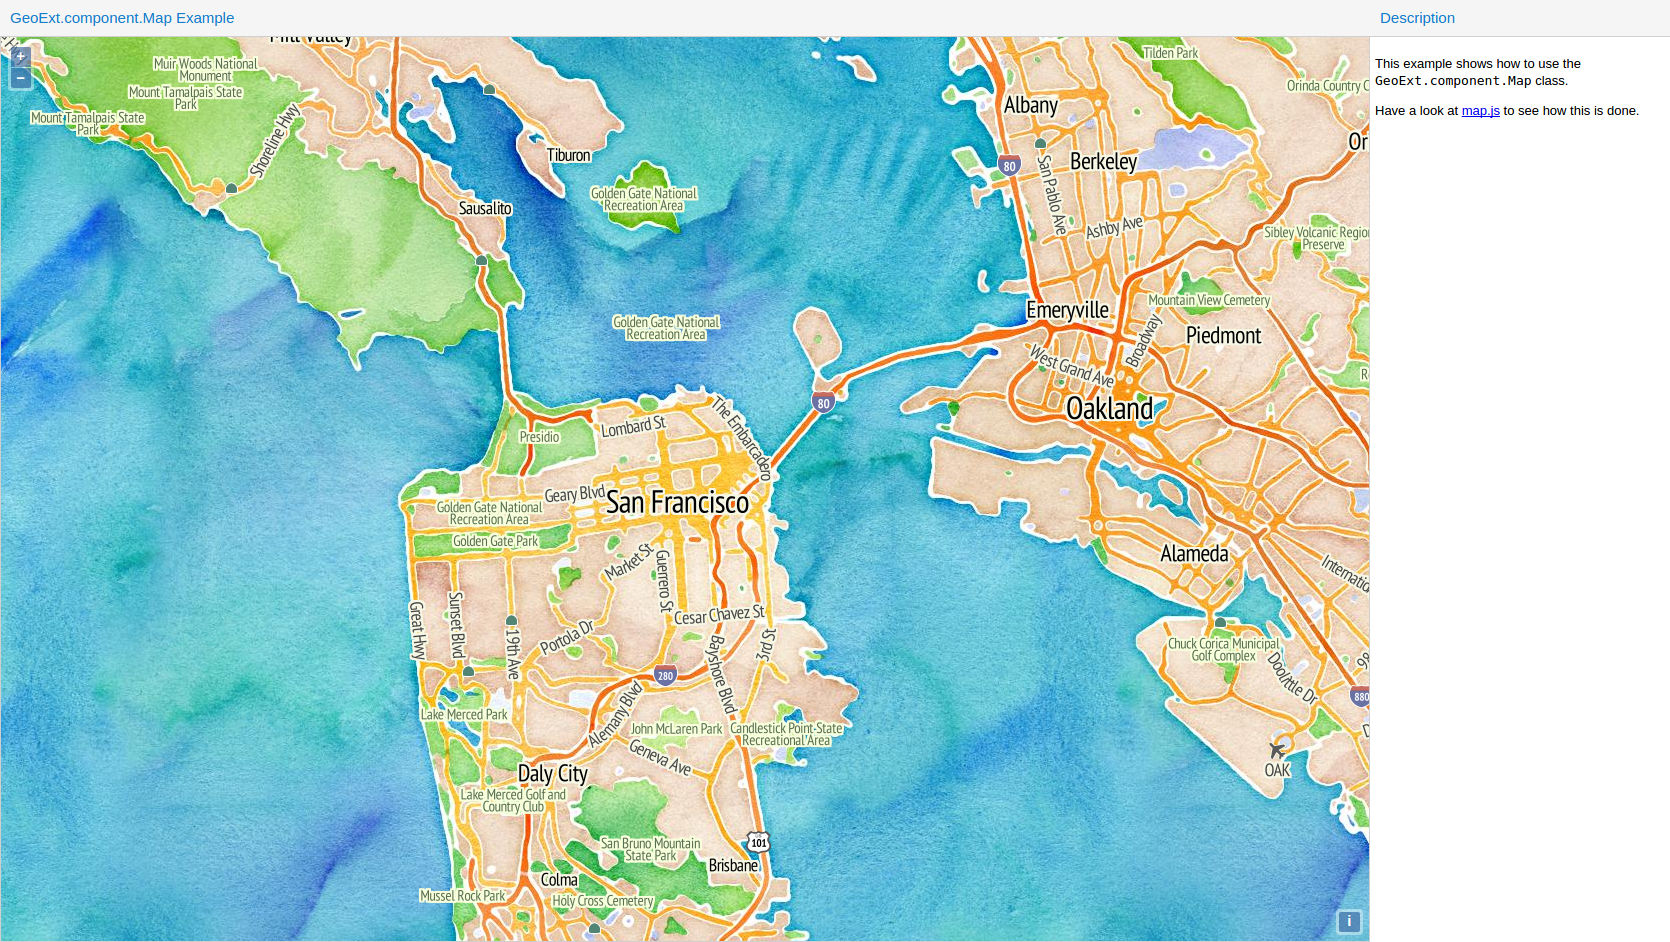 GeoExt.component.Map Example
Description
This example shows how to use the
GeoExt.component.Map class.
Have a look at map.js to see how this is done.
+
−
Mill Valley
Muir Woods National
Monument
Mount Tamalpais State
Park
Mount Tamalpais State
Park
Shoreline Hwy
Tiburon
Sausalito
Golden Gate National
Recreation Area
Golden Gate National
Recreation Area
Tilden Park
Orinda Country C
Albany
Or
80
Berkeley
San Pablo Ave
Ashby Ave
Sibley Volcanic Region
Preserve
Mountain View Cemetery
Emeryville
Piedmont
Broadway
West Grand Ave
R
80
Oakland
The Embarcadero
Lombard St
Presidio
Geary Blvd
San Francisco
Golden Gate National
Recreation Area
Golden Gate Park
Market St
Guerrero St
Cesar Chavez St
Alameda
Internatio
Great Hwy
Sunset Blvd
19th Ave
Portola Dr
Bayshore Blvd
3rd St
Chuck Corica Municipal
Golf Complex
Doolittle Dr
98
280
880
Alemany Blvd
Lake Merced Park
John McLaren Park
Candlestick Point State
Recreational Area
Geneva Ave
D
OAK
Daly City
Lake Merced Golf and
Country Club
San Bruno Mountain
State Park
101
Brisbane
Colma
Mussel Rock Park
Holy Cross Cemetery
i